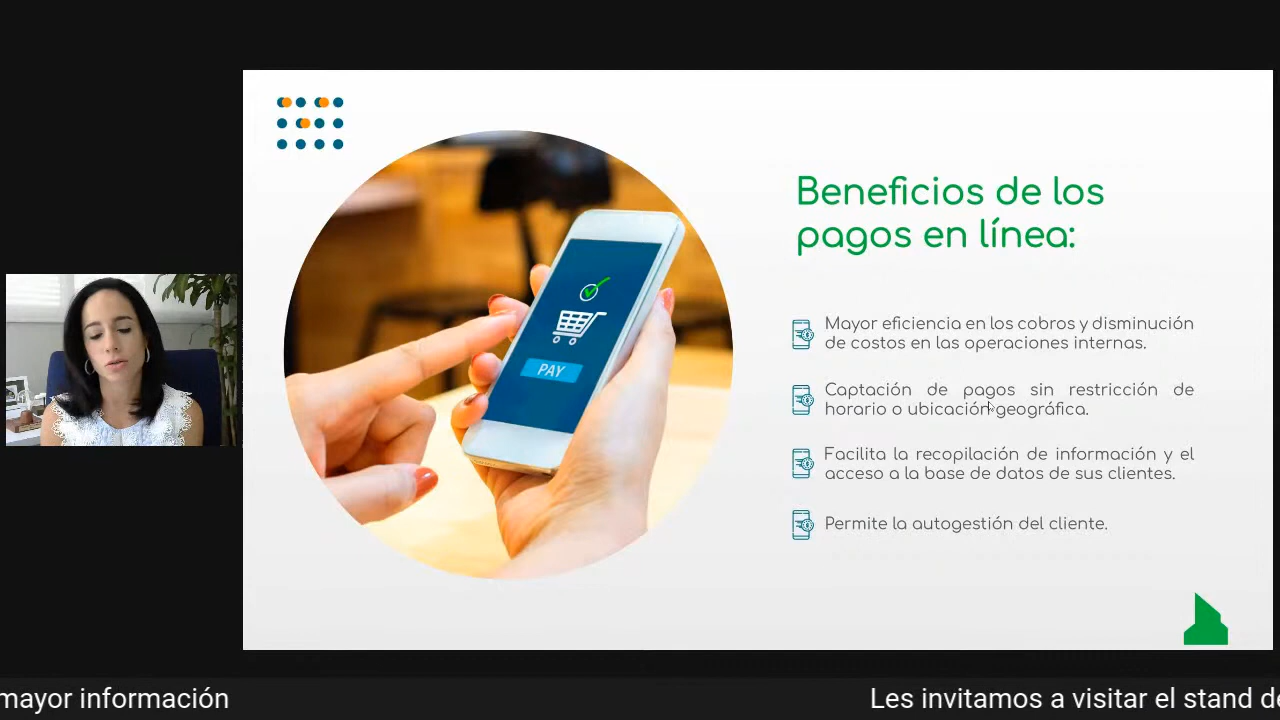 Beneficios de los
pagos en línea:
Mayor eficiencia en los cobros y disminución
de costos en las operaciones internas.
Captación de pagos sin restricción de
horario o ubicación geográfica.
Facilita la recopilación de información y el
acceso a la base de datos de sus clientes.
Permite la autogestión del cliente.
PAY
mayor información
Les invitamos a visitar el stand de